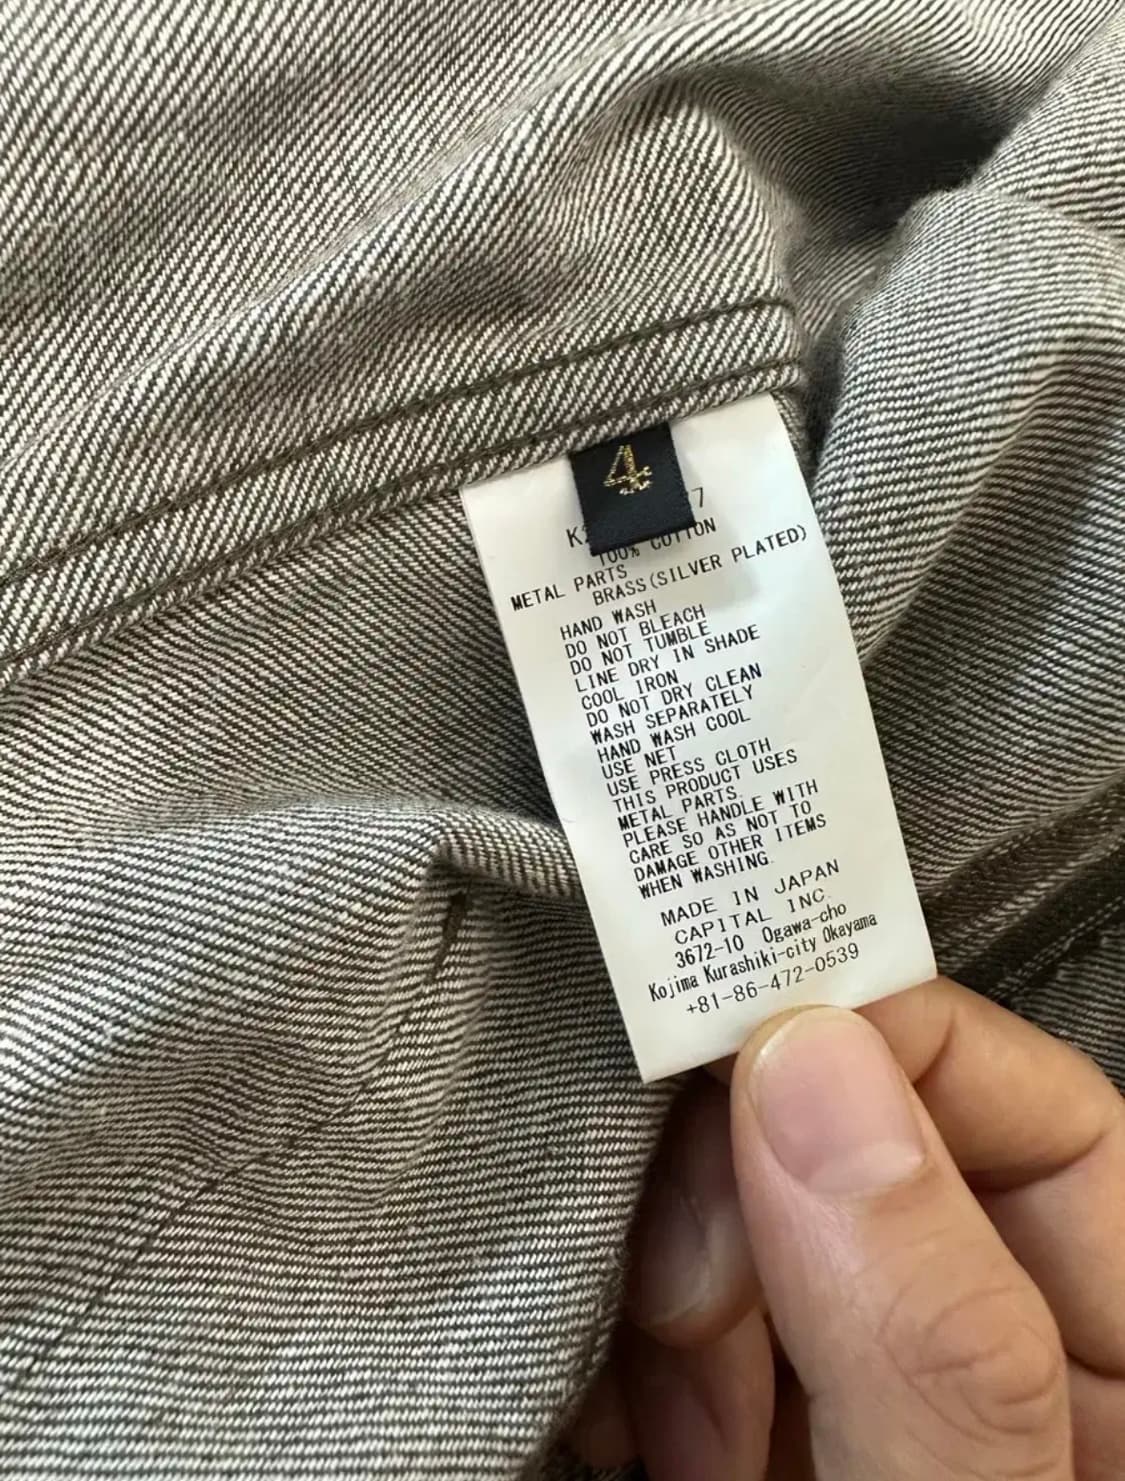 4
100% COTTON
METAL PARTS
BRASS(SILVER PLATED)
HAND WASH
DO NOT BLEACH
DO NOT TUMBLE
LINE DRY IN SHADE
COOL IRON
DO NOT DRY CLEAN
WASH SEPARATELY
HAND WASH COOL
USE NET
USE PRESS CLOTH
THIS PRODUCT USES
METAL PARTS.
PLEASE HANDLE WITH
CARE SO AS NOT TO
DAMAGE OTHER ITEMS
WHEN WASHING.
MADE IN JAPAN
CAPITAL INC.
3672-10 Ogawa-cho
Kojima Kurashiki-city Okayama
+81-86-472-0539